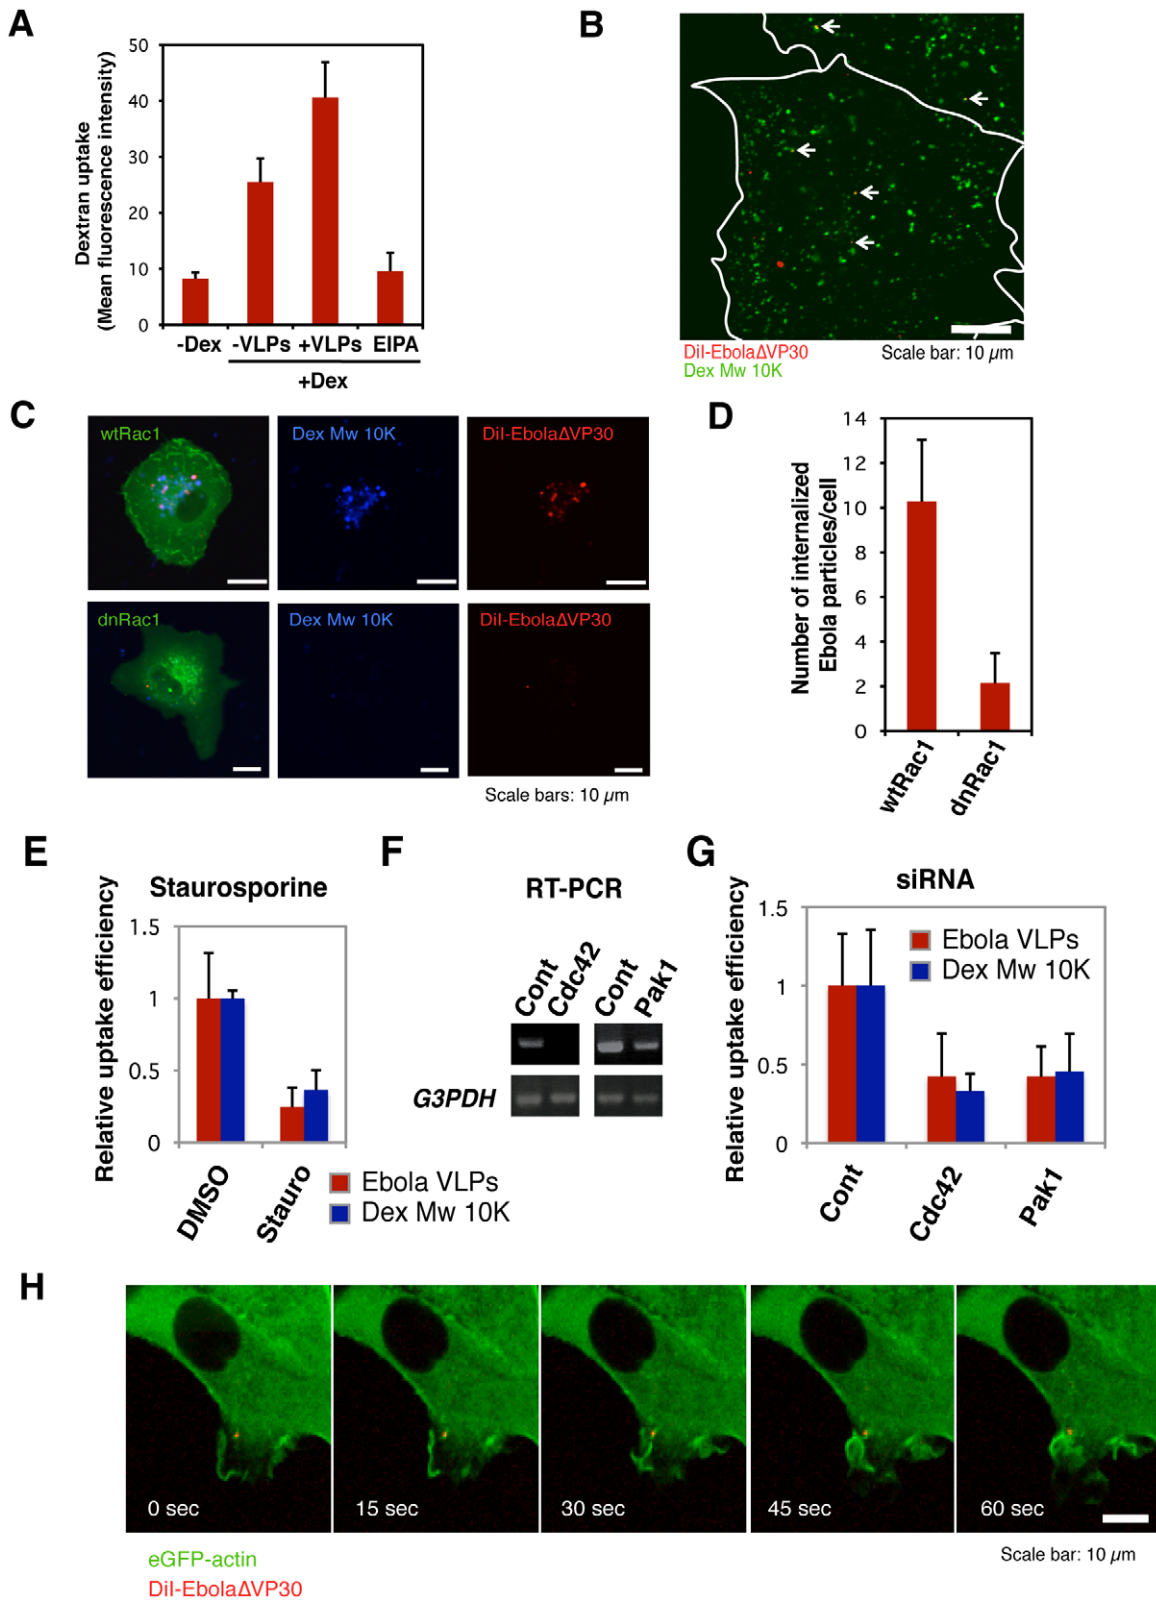 A
Dextran uptake
(Mean fluorescence intensity)
50
40
30
20
10
0
-Dex
-VLPs
+VLPs
EIPA
+Dex
B
DiI-EbolaΔVP30
Dex Mw 10K
Scale bar: 10 μm
C
wtRac1
Dex Mw 10K
DiI-EbolaΔVP30
dnRac1
Dex Mw 10K
DiI-EbolaΔVP30
Scale bars: 10 μm
D
Number of internalized
Ebola particles/cell
14
12
10
8
6
4
2
0
wtRac1
dnRac1
E
Staurosporine
Relative uptake efficiency
1.5
1
0.5
0
DMSO
Stauro
Ebola VLPs
Dex Mw 10K
F
RT-PCR
Cont
Cdc42
Cont
Pak1
G3PDH
G
siRNA
Relative uptake efficiency
1.5
1
0.5
0
Ebola VLPs
Dex Mw 10K
Cont
Cdc42
Pak1
H
0 sec
15 sec
30 sec
45 sec
60 sec
eGFP-actin
DiI-EbolaΔVP30
Scale bar: 10 μm